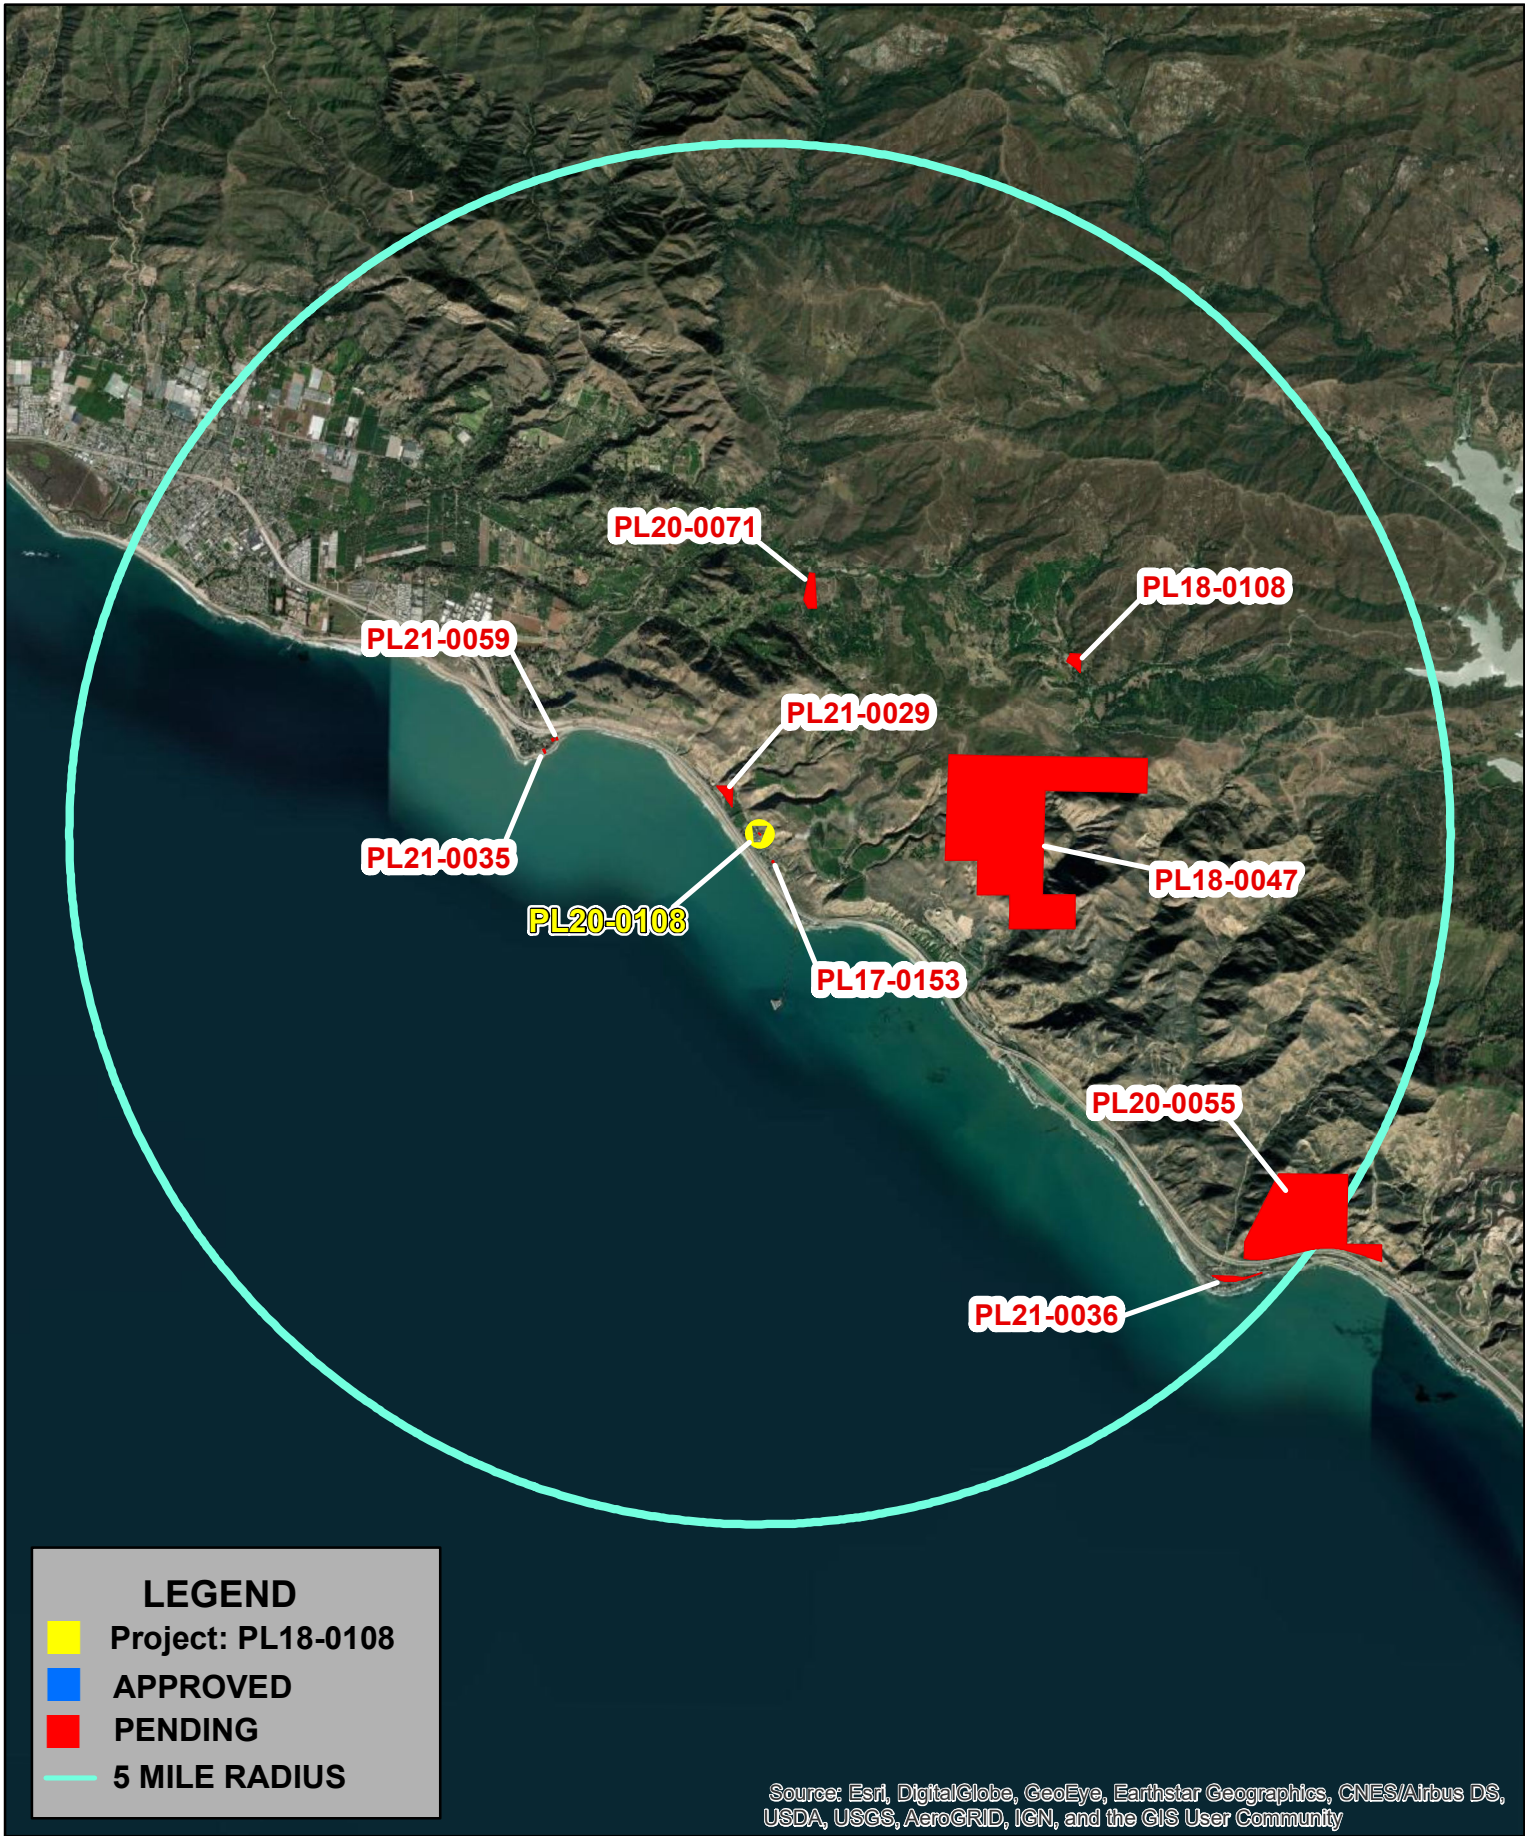 PL20-0071
PL18-0108
PL21-0059
PL21-0029
PL21-0035
PL18-0047
PL20-0108
PL17-0153
PL20-0055
PL21-0036
LEGEND
Project: PL18-0108
APPROVED
PENDING
5 MILE RADIUS
Source: Esri, DigitalGlobe, GeoEye, Earthstar Geographics, CNES/Airbus DS,
USDA, USGS, AeroGRID, IGN, and the GIS User Community